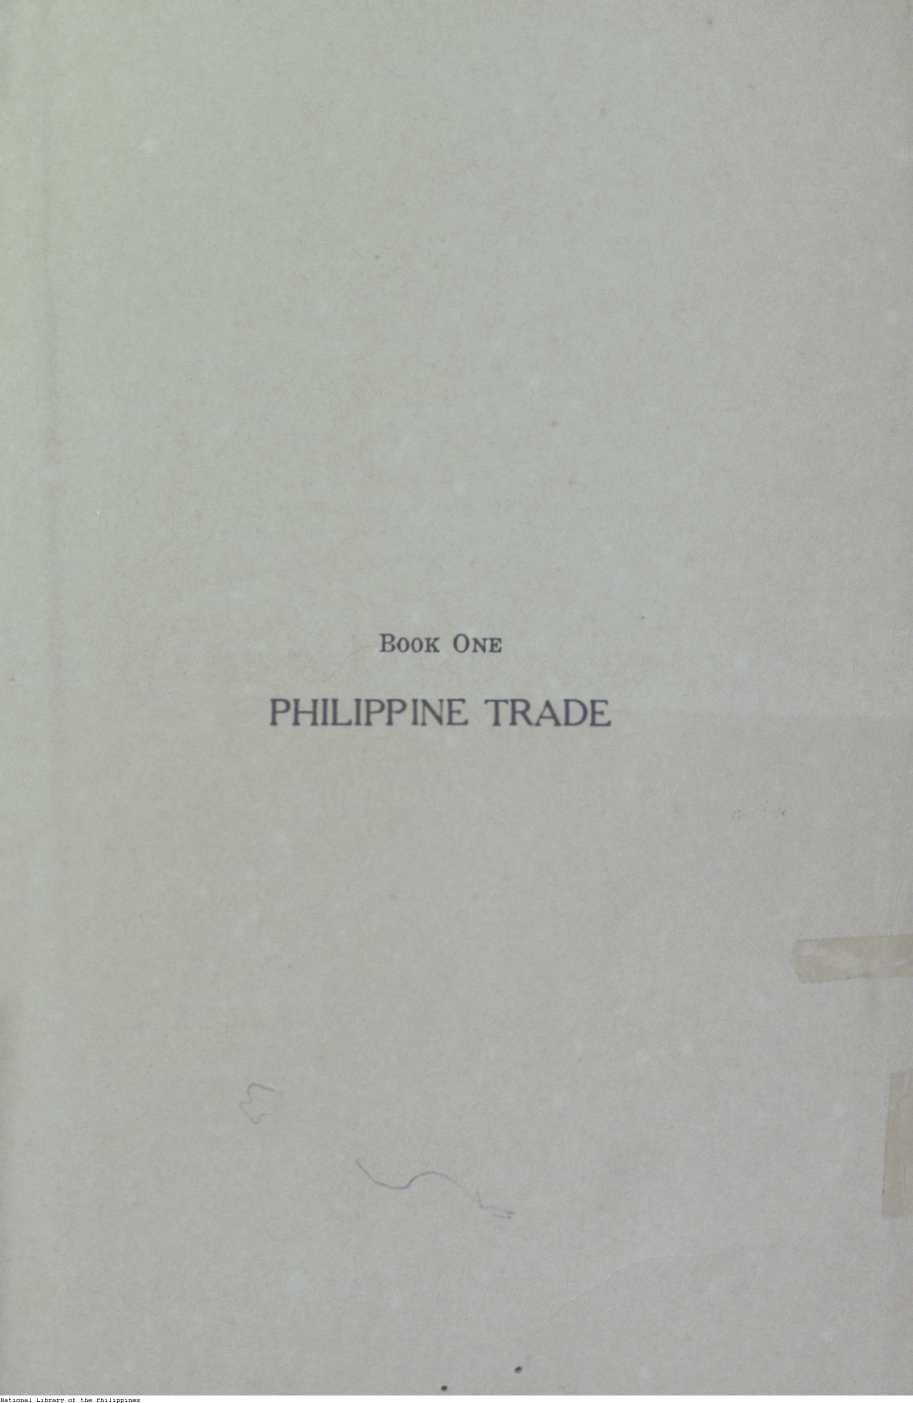 Book One
PHILIPPINE TRADE
National Library of the Philippines